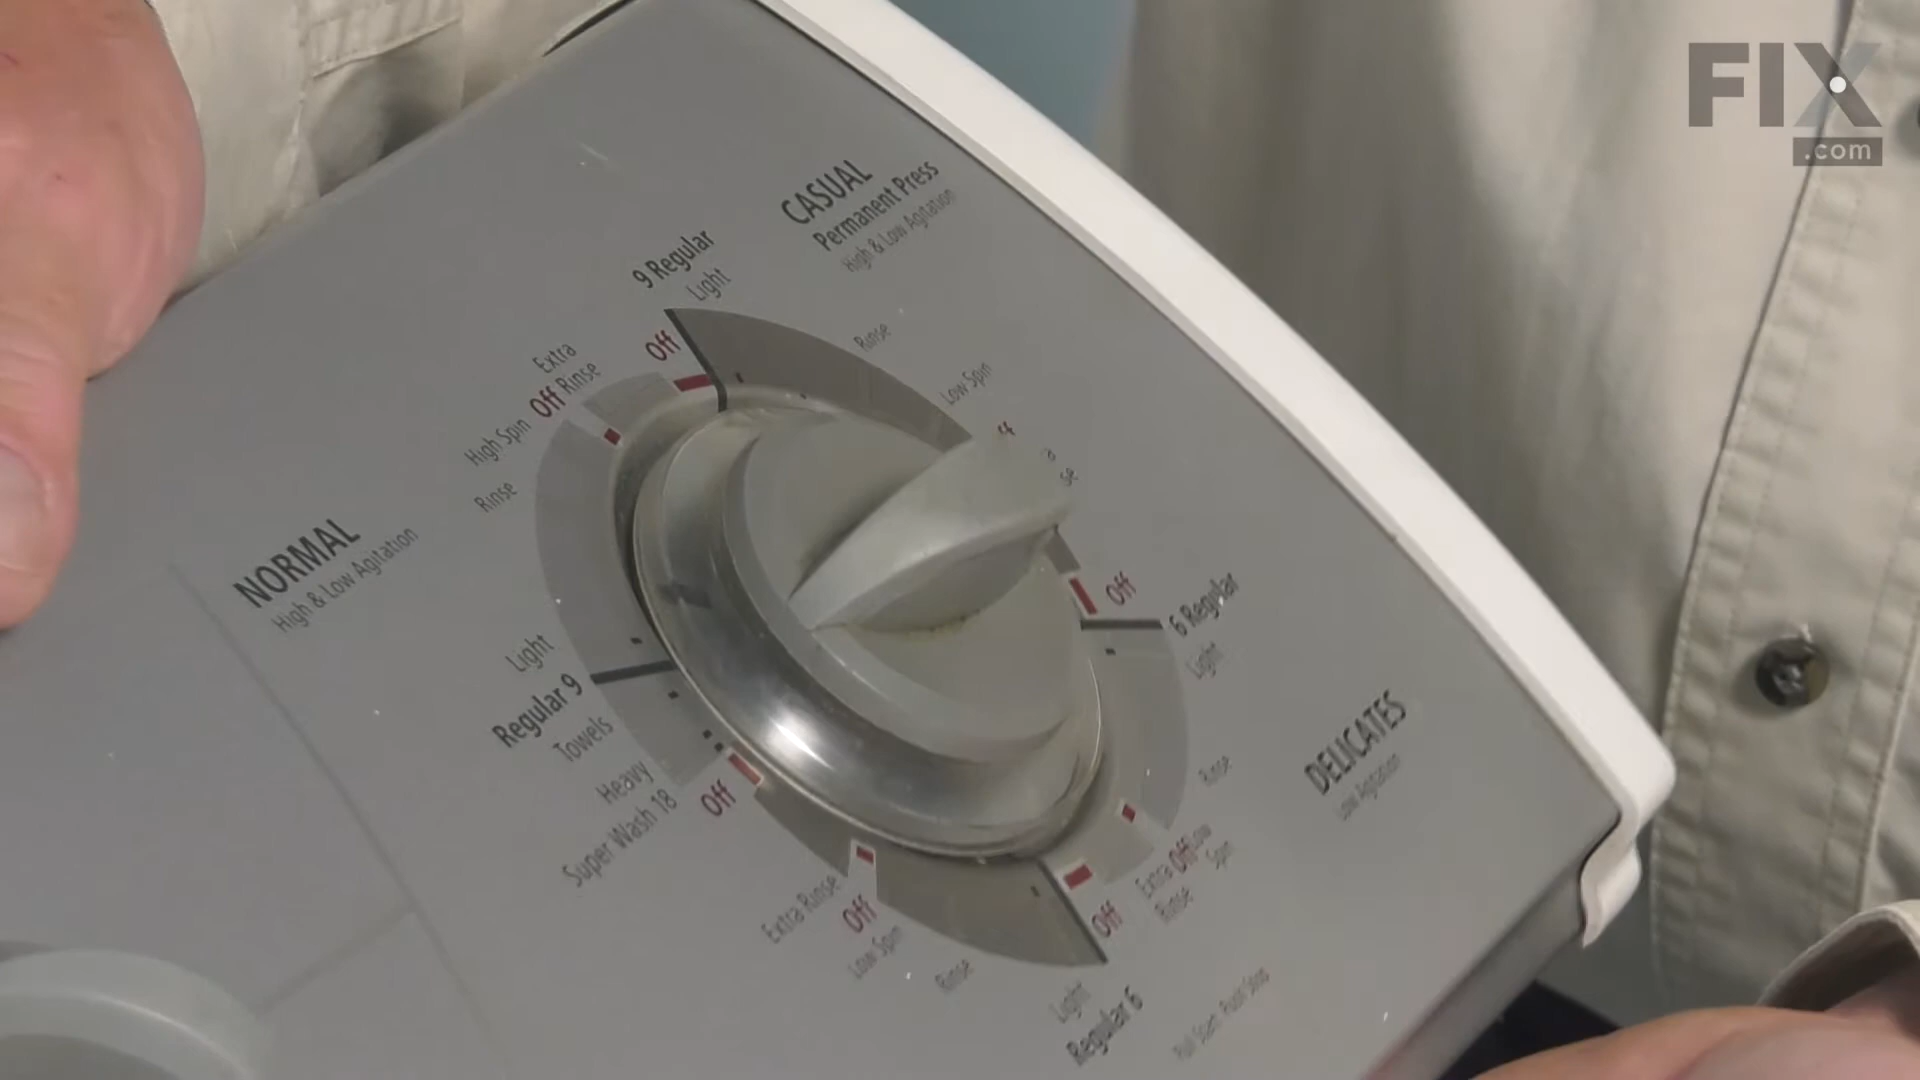 FIX
.com
CASUAL
Permanent Press
High & Low Agitation
9 Regular
Light
Off
Rinse
Low Spin
Extra
Off Rinse
High Spin
Rinse
NORMAL
High & Low Agitation
Light
Regular 9
Towels
Heavy
Super Wash 18
Off
Extra Rinse
Off
Low Spin
Rinse
Light
Regular 6
Off
Off
6 Regular
Light
Rinse
Off Low
Spin
Extra
Rinse
DELICATES
Low Agitation